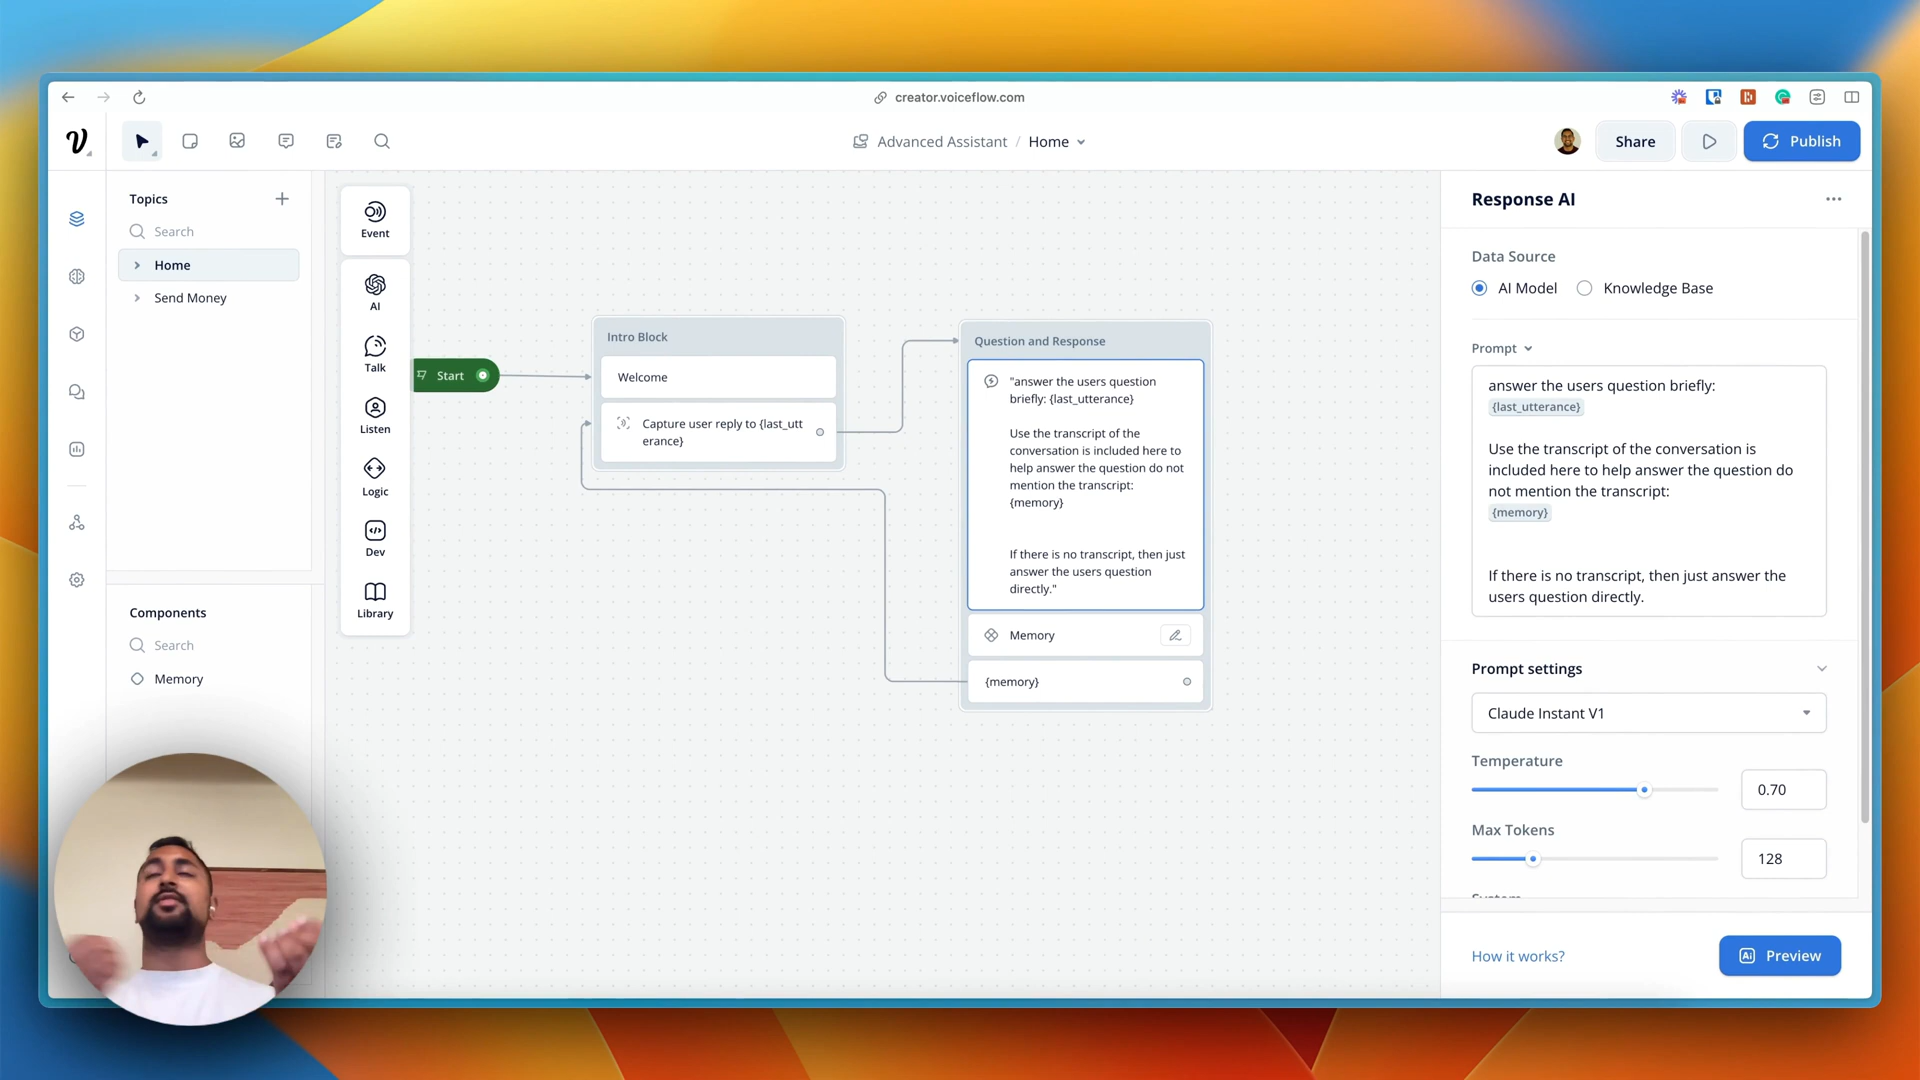 creator.voiceflow.com
Advanced Assistant / Home
Share
Publish
Topics
Search
Home
Send Money
Components
Search
Memory
Event
AI
Talk
Listen
Logic
Dev
Library
Start
Intro Block
Welcome
Capture user reply to {last_utt
erance}
Question and Response
"answer the users question
briefly: {last_utterance}
Use the transcript of the
conversation is included here to
help answer the question do not
mention the transcript:
{memory}
If there is no transcript, then just
answer the users question
directly."
Memory
{memory}
Response AI
Data Source
AI Model
Knowledge Base
Prompt
answer the users question briefly:
{last_utterance}
Use the transcript of the conversation is
included here to help answer the question do
not mention the transcript:
{memory}
If there is no transcript, then just answer the
users question directly.
Prompt settings
Claude Instant V1
Temperature
0.70
Max Tokens
128
How it works?
Ai Preview